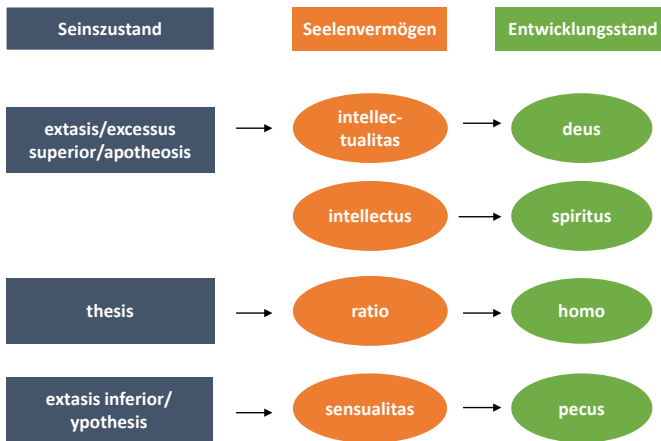 Seinszustand
Seelenvermögen
Entwicklungsstand
extasis/excessus
superior/apotheosis
intellec-
tualitas
deus
intellectus
spiritus
thesis
ratio
homo
extasis inferior/
ypothesis
sensualitas
pecus